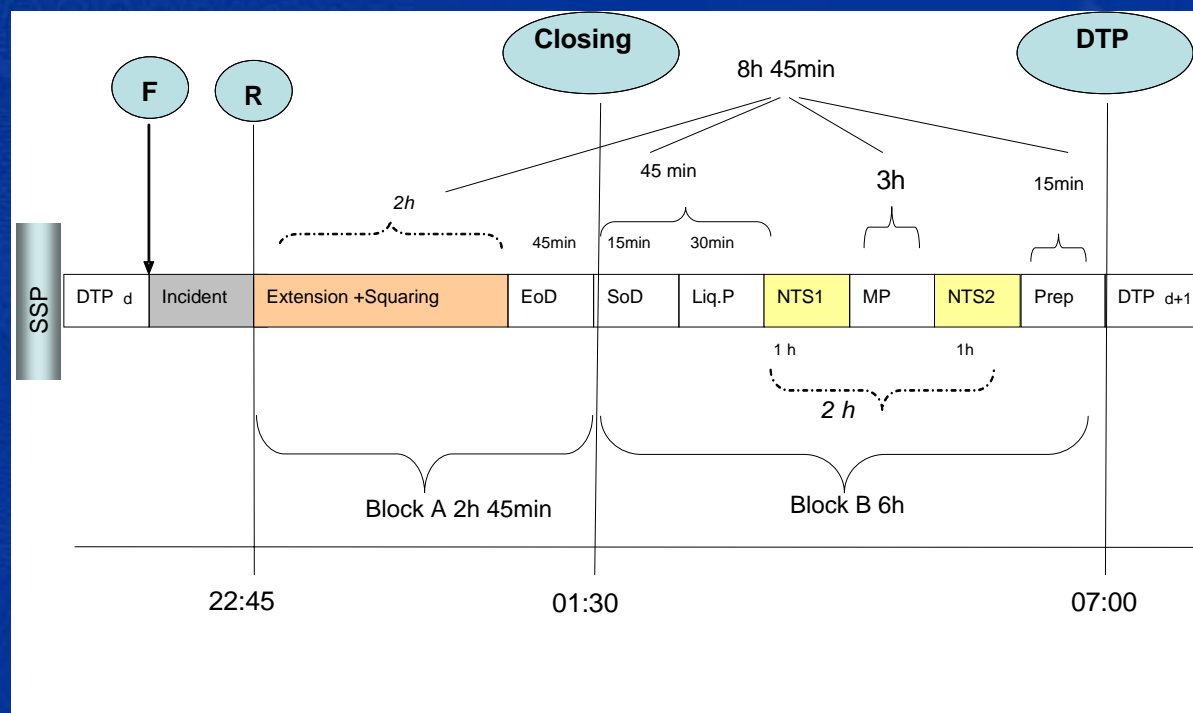 Closing
DTP
8h 45min
F
R
45 min
3h
15min
2h
45min
15min
30min
SSP
DTP d
Incident
Extension +Squaring
EoD
SoD
Liq.P
NTS1
MP
NTS2
Prep
DTP d+1
1 h
1h
2 h
Block A 2h 45min
Block B 6h
22:45
01:30
07:00